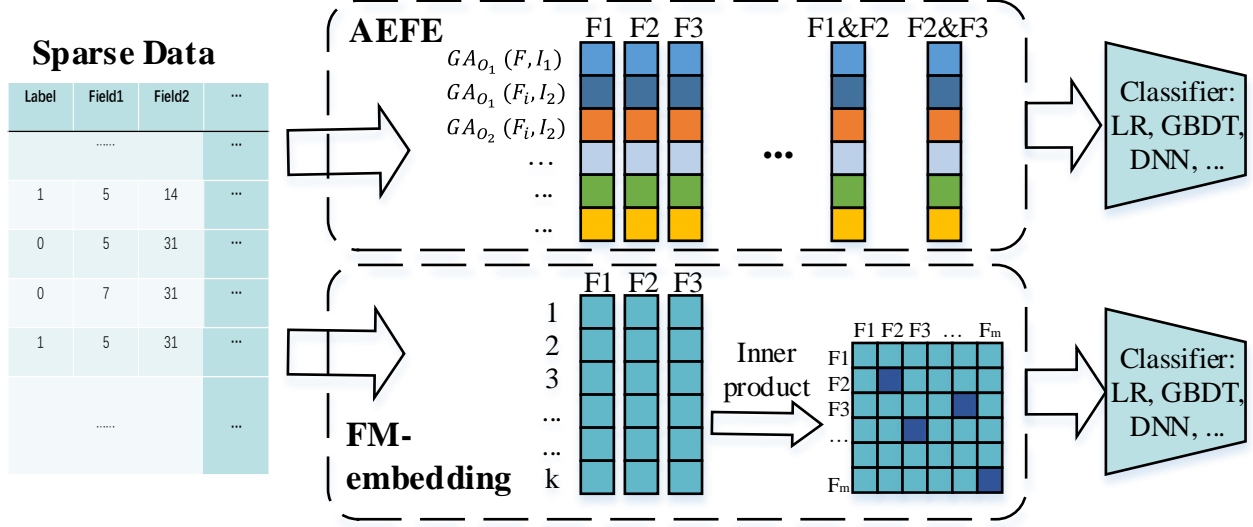 Sparse Data
Label Field1 Field2 ...
...... ...
1 5 14 ...
0 5 31 ...
0 7 31 ...
1 5 31 ...
...... ...
AEFE
F1 F2 F3 F1&F2 F2&F3
GA_{O_1} (F, I_1)
GA_{O_1} (F_i, I_2)
GA_{O_2} (F_i, I_2)
...
...
...
...
Classifier:
LR, GBDT,
DNN, ...
FM-
embedding
F1 F2 F3
1
2
3
...
...
k
Inner
product
F1 F2 F3 ... F_m
F1
F2
F3
...
F_m
Classifier:
LR, GBDT,
DNN, ...